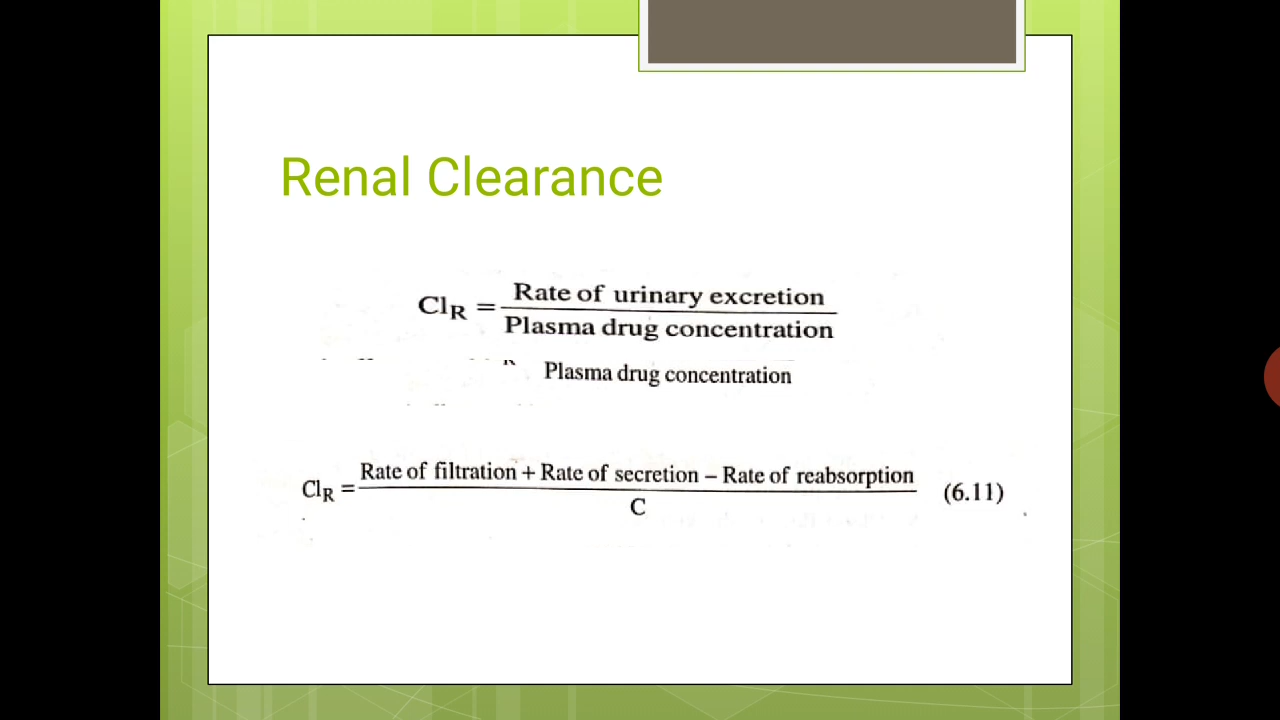 Renal Clearance
Rate of urinary excretion
Cl_R =
Plasma drug concentration
R Plasma drug concentration
Rate of filtration + Rate of secretion – Rate of reabsorption
Cl_R = (6.11)
C